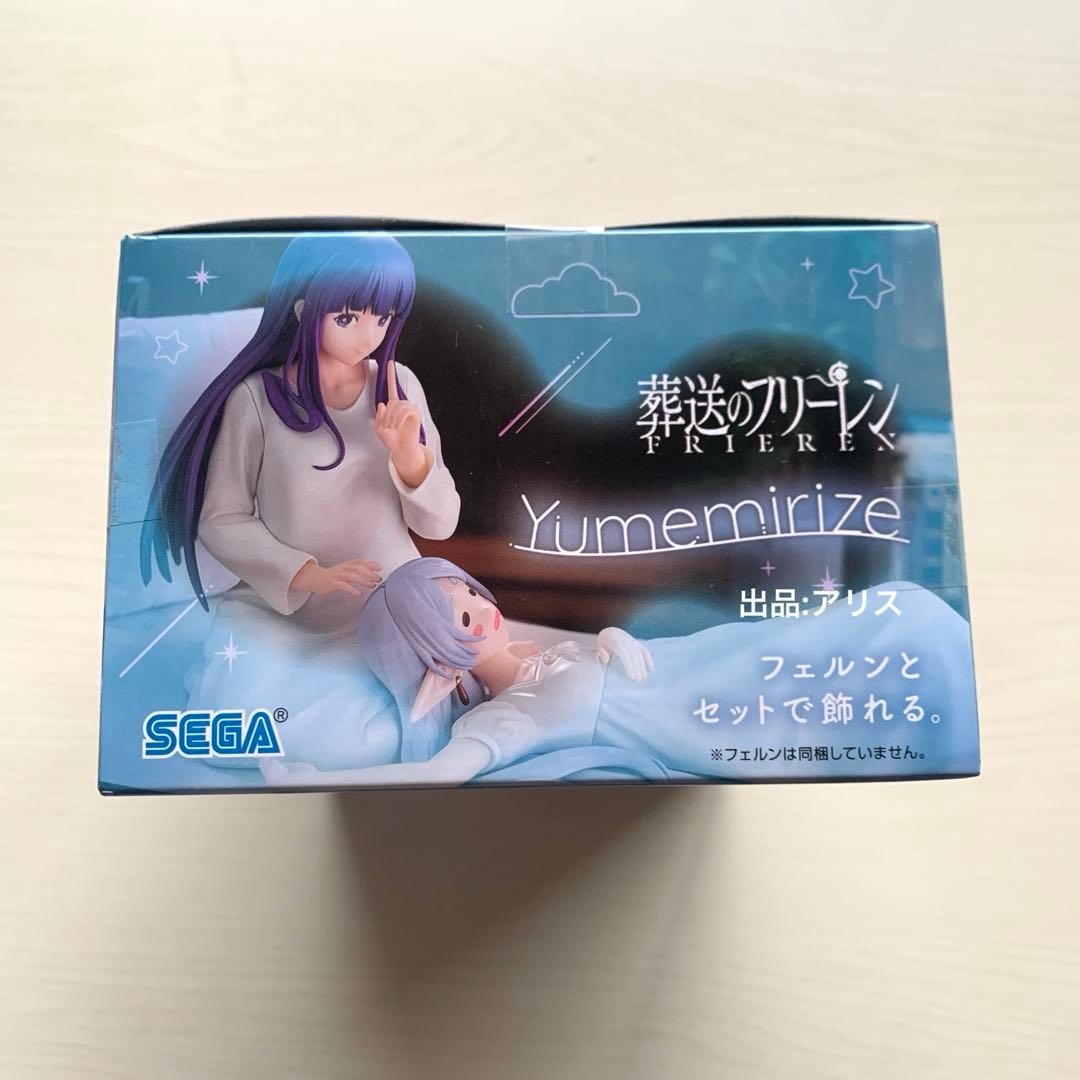 葬送のフリーレン
FRIEREN
Yumemirize
出品:アリス
フェルンと
セットで飾れる。
※フェルンは同梱していません。
SEGA®